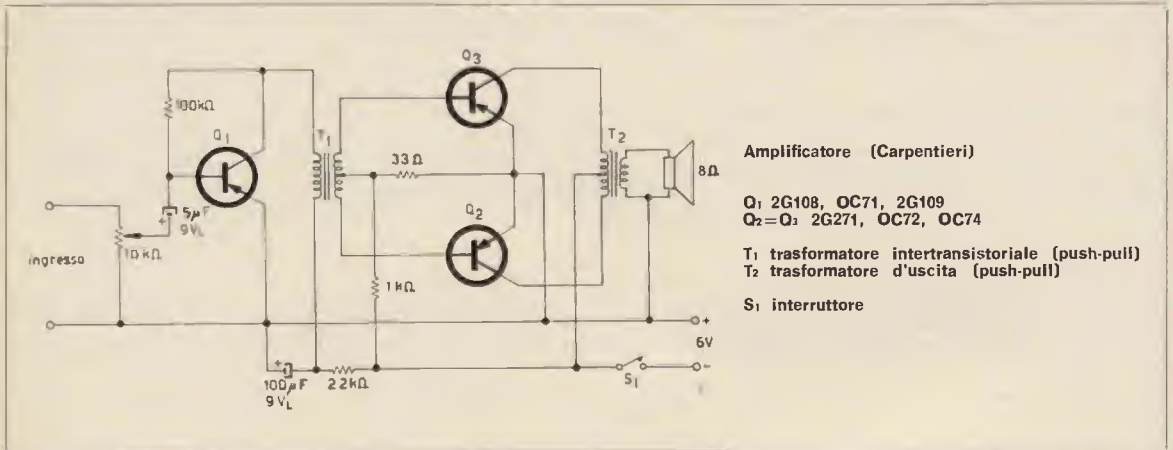 Q3
100kΩ
Q1
T1
33Ω
T2
8Ω
Q2
5µF
9VL
10kΩ
ingresso
1kΩ
+
6V
+
100µF
9VL
22kΩ
S1
-
Amplificatore (Carpentieri)
Q1 2G108, OC71, 2G109
Q2=Q3 2G271, OC72, OC74
T1 trasformatore intertransistoriale (push-pull)
T2 trasformatore d'uscita (push-pull)
S1 interruttore